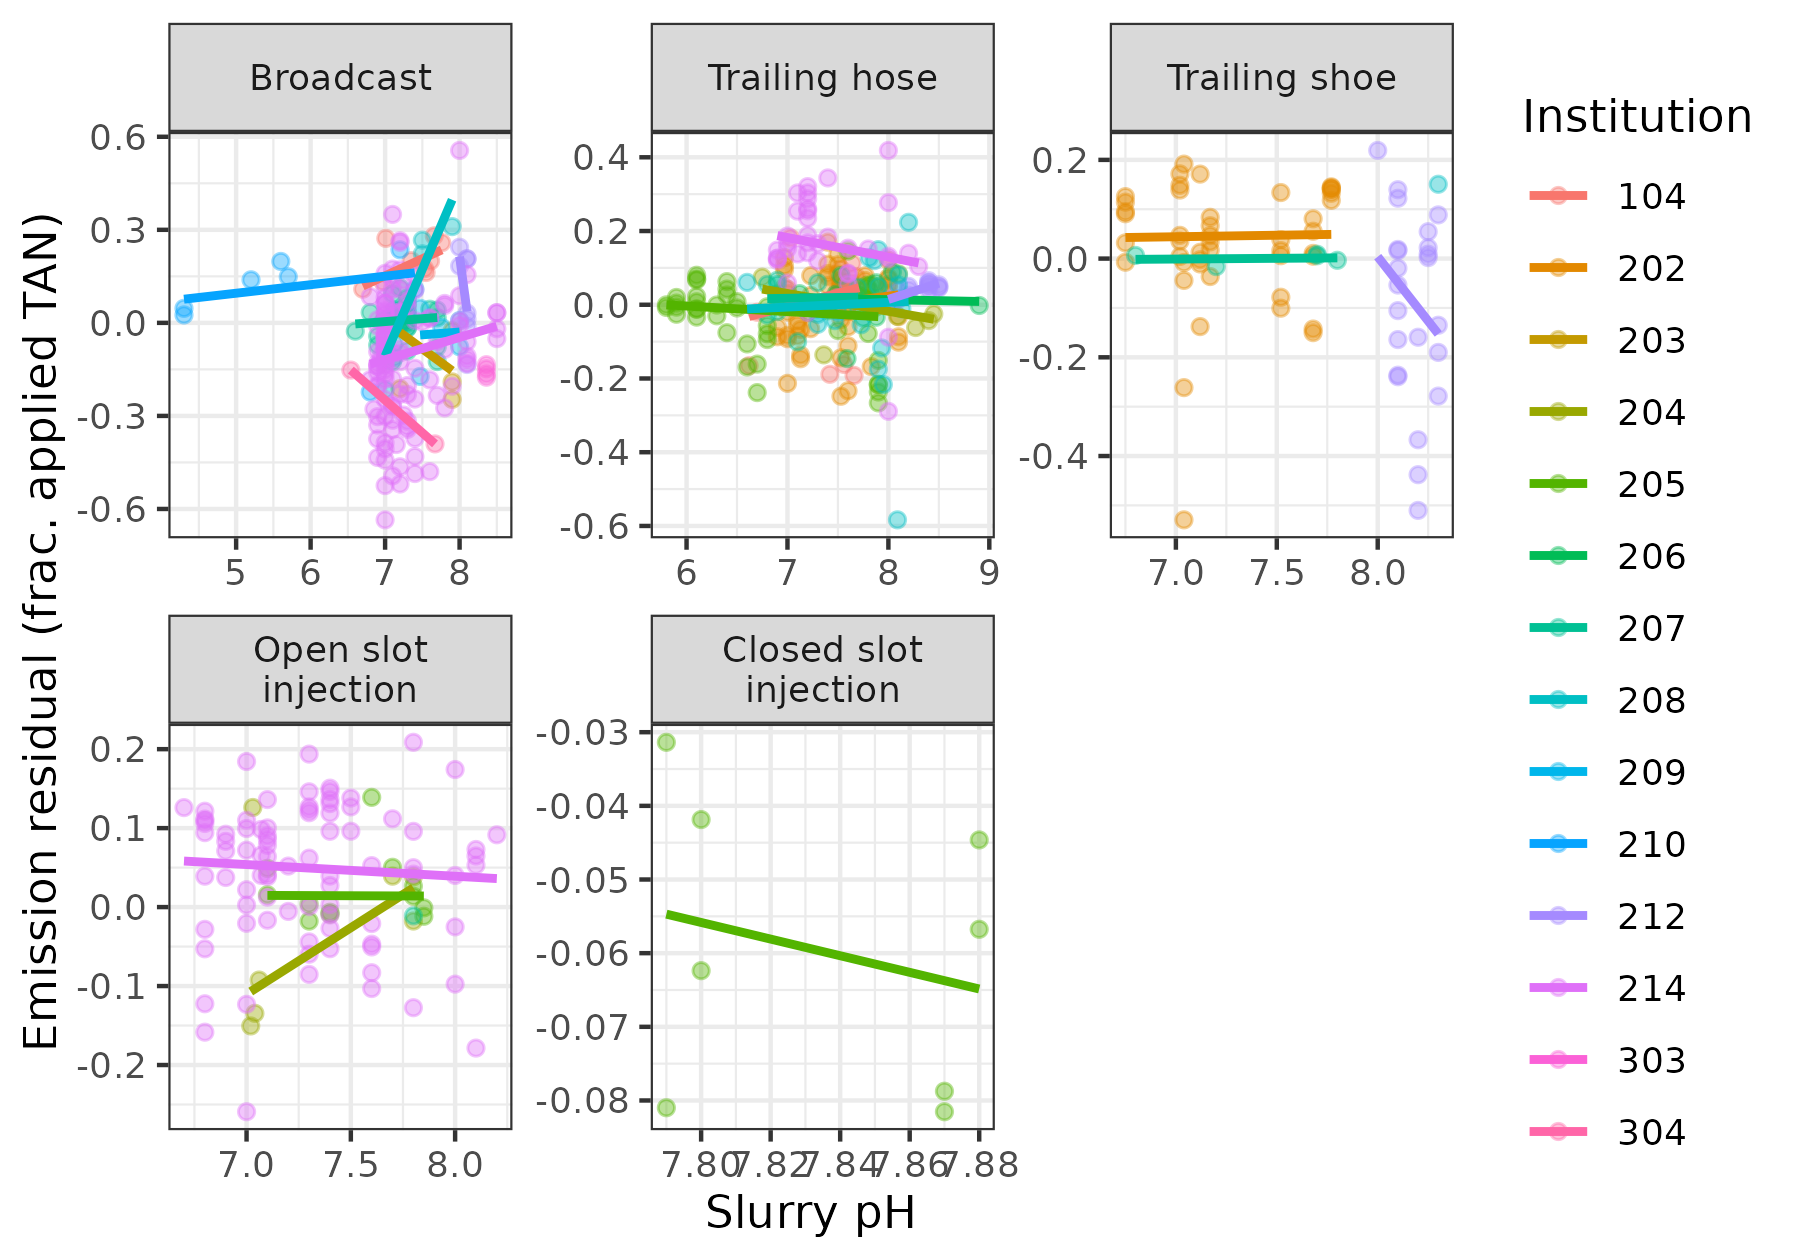 Broadcast
Trailing hose
Trailing shoe
Institution
104
202
203
204
205
206
207
208
209
210
212
214
303
304
Emission residual (frac. applied TAN)
0.6
0.3
0.0
-0.3
-0.6
5 6 7 8
0.4
0.2
0.0
-0.2
-0.4
-0.6
6 7 8 9
0.2
0.0
-0.2
-0.4
7.0 7.5 8.0
Open slot
injection
Closed slot
injection
0.2
0.1
0.0
-0.1
-0.2
7.0 7.5 8.0
-0.03
-0.04
-0.05
-0.06
-0.07
-0.08
7.80 7.82 7.84 7.86 7.88
Slurry pH